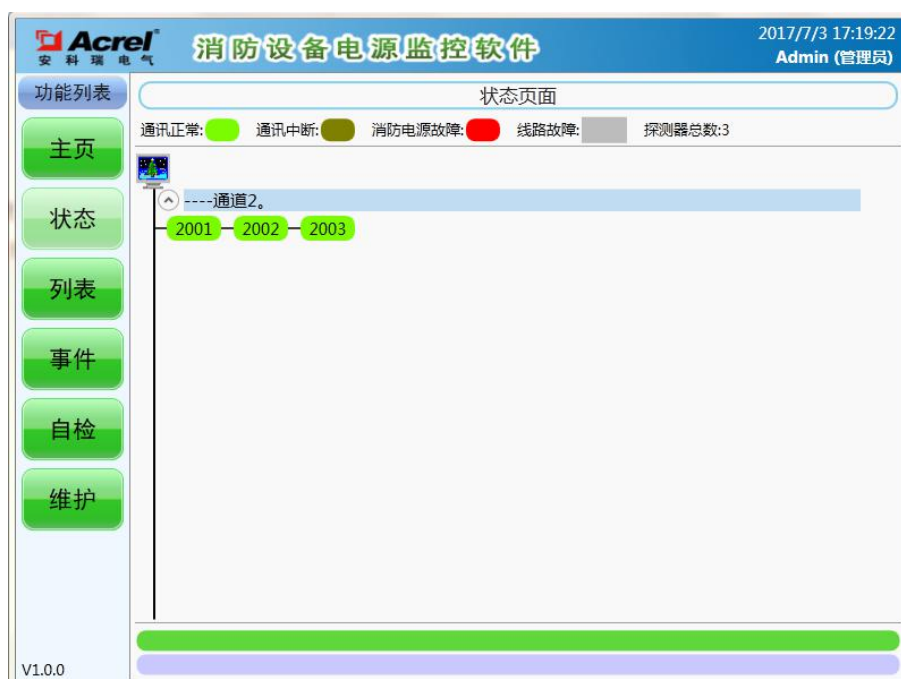 Acrel®
安科瑞电气
消防设备电源监控软件
2017/7/3 17:19:22
Admin (管理员)
功能列表
状态页面
通讯正常: 通讯中断: 消防电源故障: 线路故障: 探测器总数:3
主页
----通道2。
状态
2001 2002 2003
列表
事件
自检
维护
V1.0.0